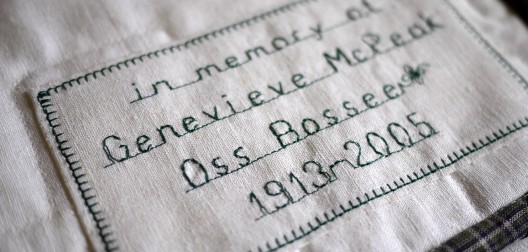 in memory of
Genevieve McPeak
Oss Bossee
1913-2005